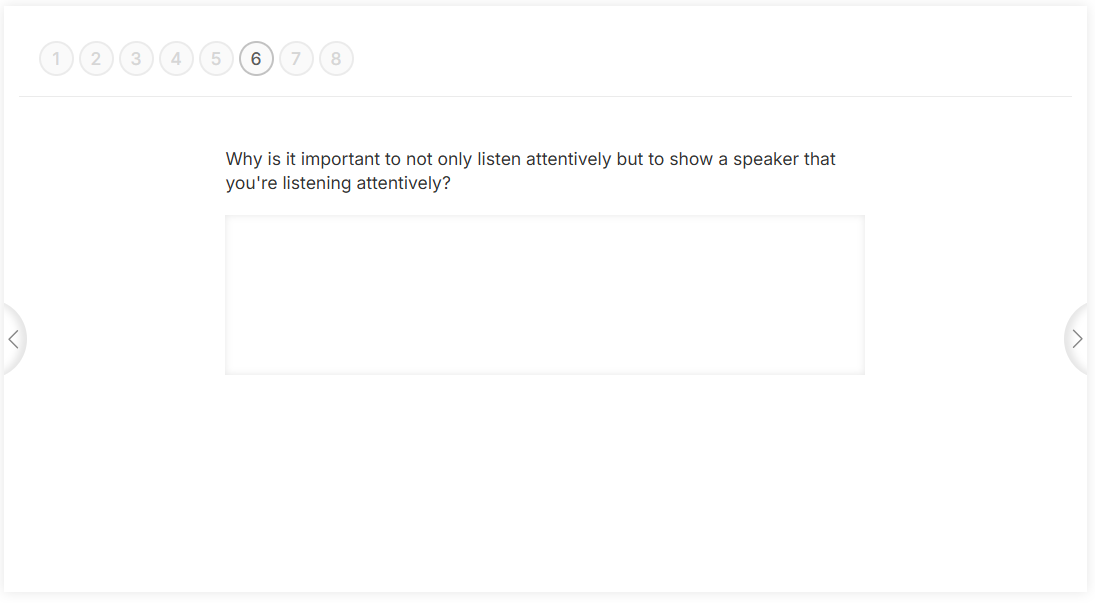 1 2 3 4 5 6 7 8
Why is it important to not only listen attentively but to show a speaker that
you're listening attentively?